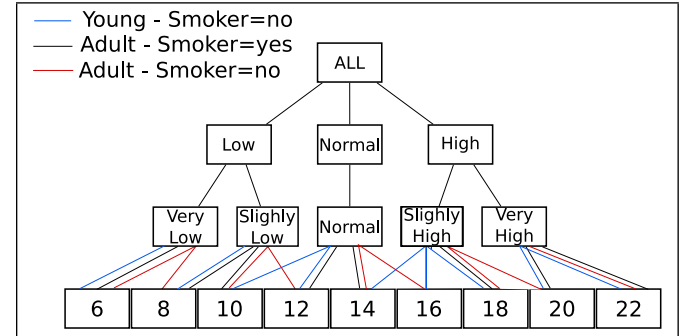 Young - Smoker=no
Adult - Smoker=yes
Adult - Smoker=no
ALL
Low Normal High
Very Low Slighly Low Normal Slighly High Very High
6 8 10 12 14 16 18 20 22